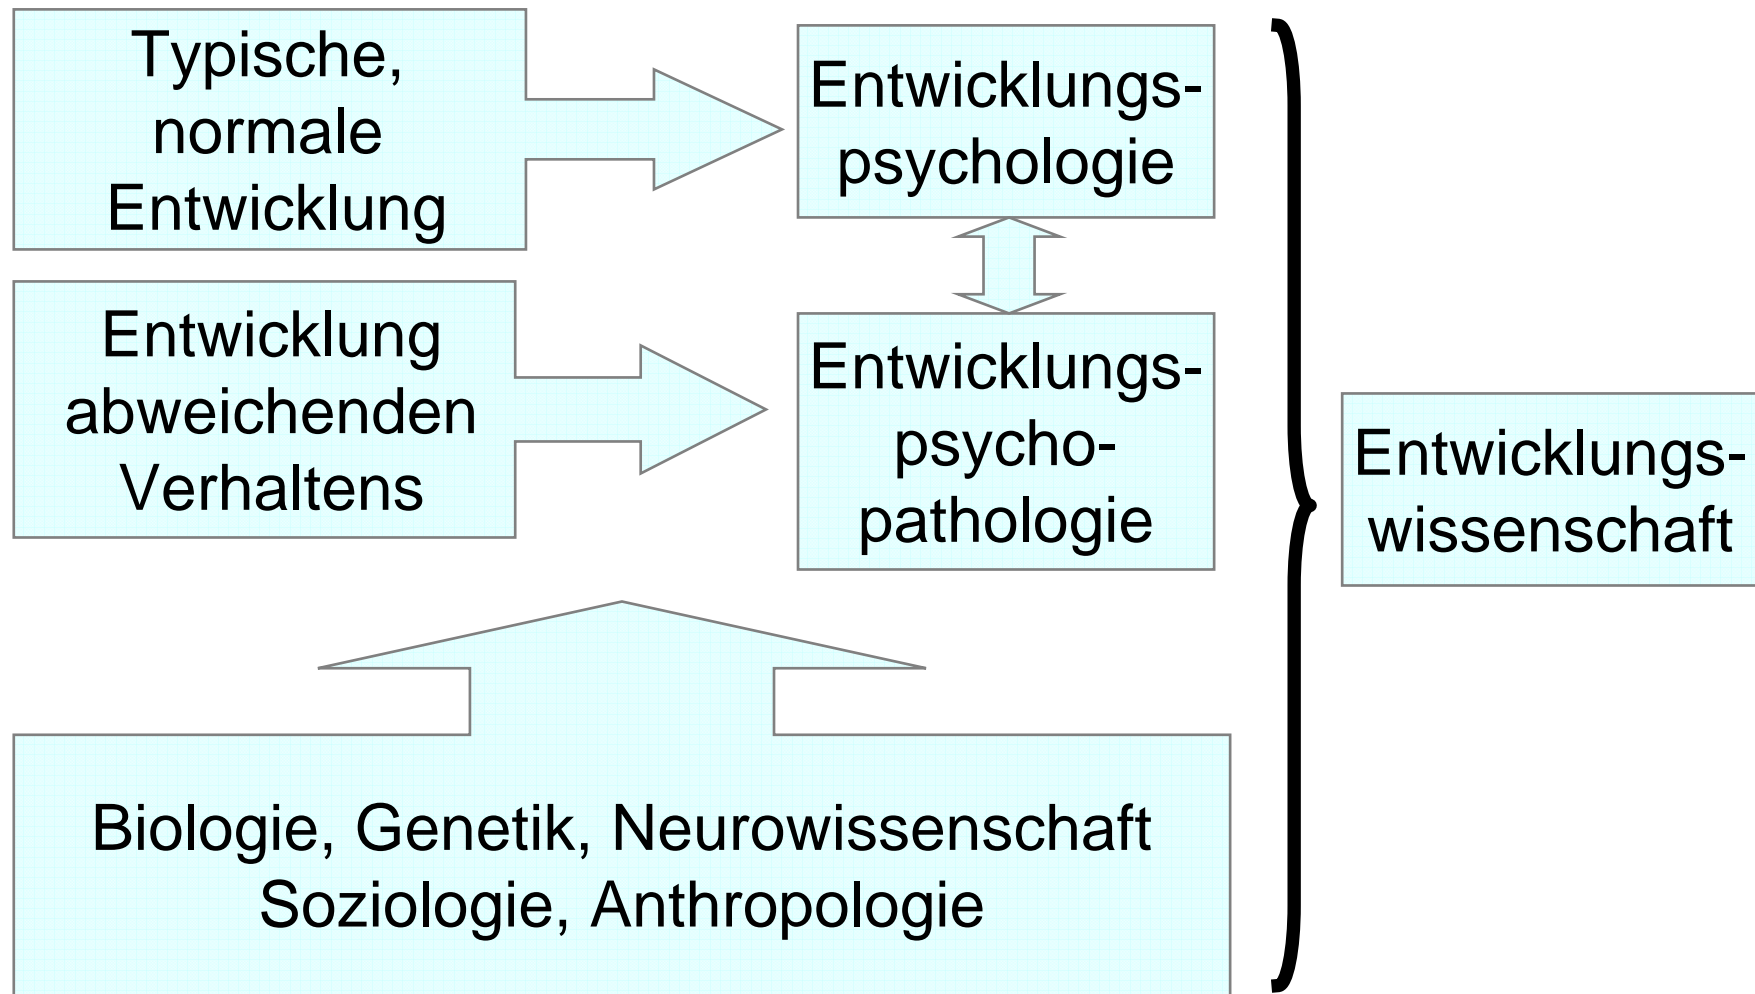 Typische,
normale
Entwicklung
Entwicklungs-
psychologie
Entwicklung
abweichenden
Verhaltens
Entwicklungs-
psycho-
pathologie
Entwicklungs-
wissenschaft
Biologie, Genetik, Neurowissenschaft
Soziologie, Anthropologie